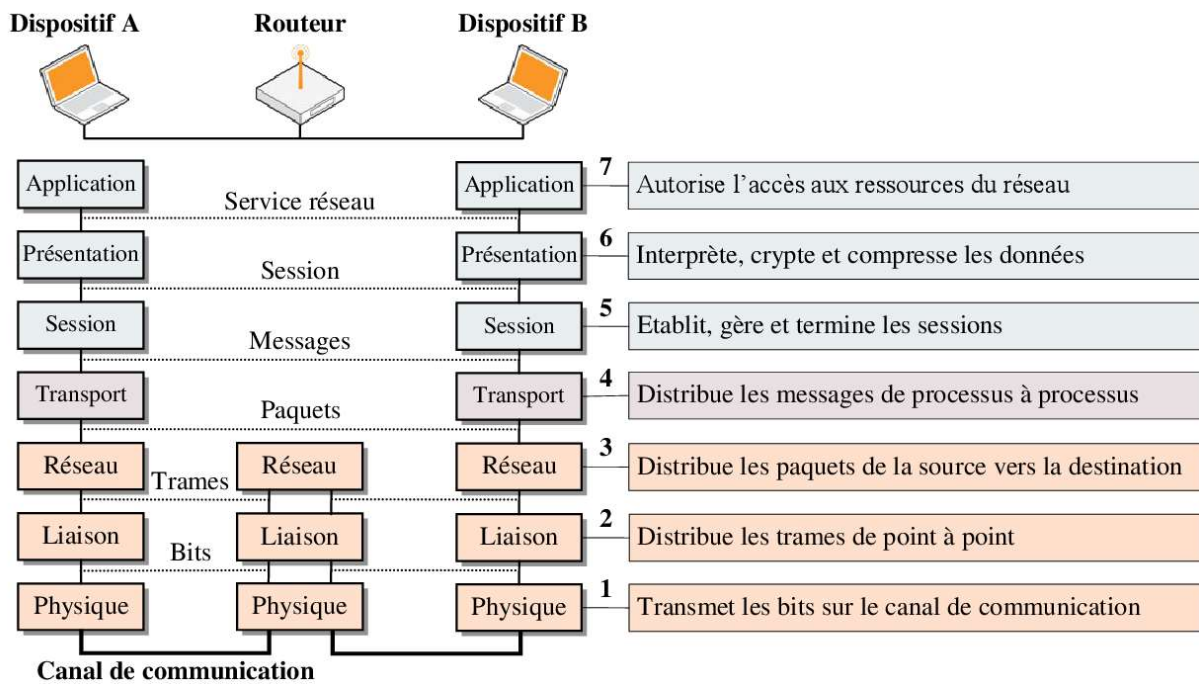 Dispositif A Routeur Dispositif B
Application Application 7 Autorise l’accès aux ressources du réseau
Service réseau
Présentation Présentation 6 Interprète, crypte et compresse les données
Session
Session Session 5 Etablit, gère et termine les sessions
Messages
Transport Transport 4 Distribue les messages de processus à processus
Paquets
Réseau Réseau Réseau 3 Distribue les paquets de la source vers la destination
Trames
Liaison Liaison Liaison 2 Distribue les trames de point à point
Bits
Physique Physique Physique 1 Transmet les bits sur le canal de communication
Canal de communication